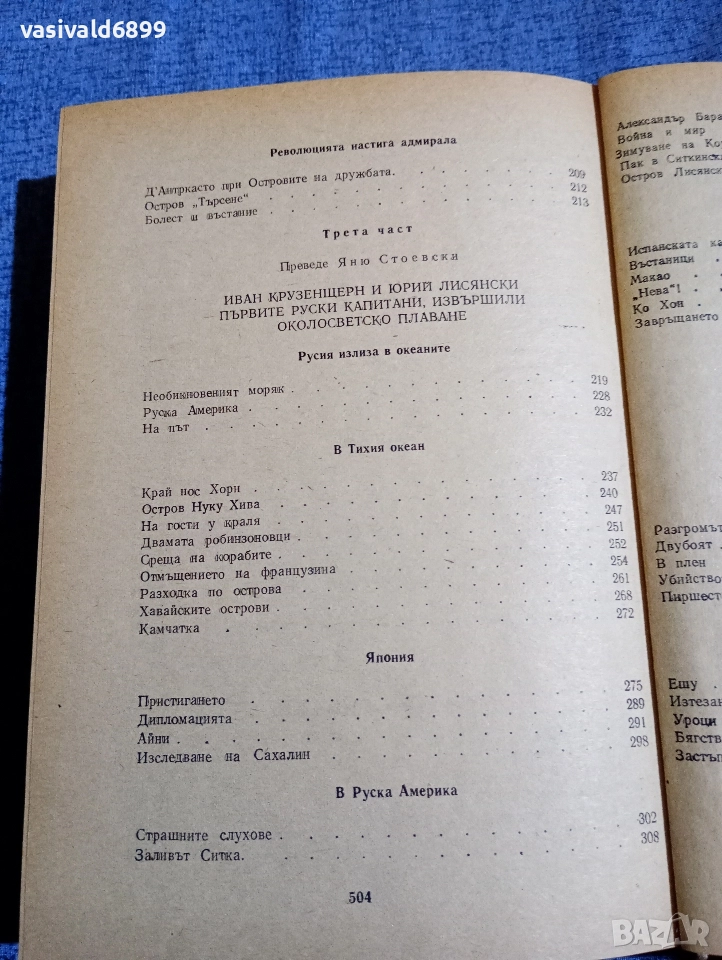 vasivald6899
Революцията настига адмирала
Д'Антркасто при Островите на дружбата. 209
Остров „Търсене“ 212
Болест и въстание 213
Трета част
Преведе Яню Стоевски
ИВАН КРУЗЕНЩЕРН И ЮРИЙ ЛИСЯНСКИ
ПЪРВИТЕ РУСКИ КАПИТАНИ, ИЗВЪРШИЛИ
ОКОЛОСВЕТСКО ПЛАВАНЕ
Русия излиза в океаните
Необикновеният моряк 219
Руска Америка 228
На път 232
В Тихия океан
Край нос Хорн 237
Остров Нуку Хива 240
На гости у краля 247
Двамата робинзоновци 251
Среща на корабите 252
Отмъщението на французина 254
Разходка по острова 261
Хавайските острови 268
Камчатка 272
Япония
Пристигането 275
Дипломацията 289
Айни 291
Изследване на Сахалин 298
В Руска Америка
Страшните слухове 302
Заливът Ситка. 308
504
Александър Бара
Война и мир
Зимуване на
Пак в Ситкинск
Остров Лисянск
Испанската ка
Въстаници
Макао
„Нева“!
Ко Хон
Завръщането
Разгромът
Двубоят
В плен
Убийство
Пиршест
Ешу
Изтезан
Уроци
Бягств
Застъп
BAZAR